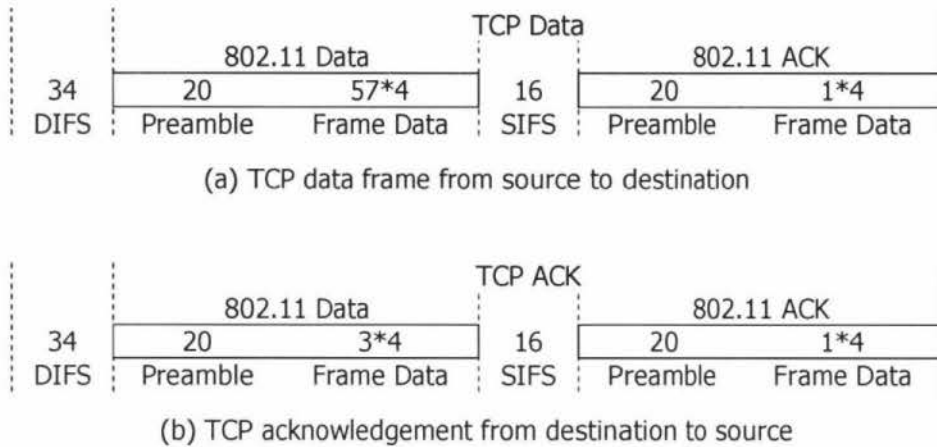 TCP Data
802.11 Data 802.11 ACK
34 20 57*4 16 20 1*4
DIFS Preamble Frame Data SIFS Preamble Frame Data
(a) TCP data frame from source to destination
TCP ACK
802.11 Data 802.11 ACK
34 20 3*4 16 20 1*4
DIFS Preamble Frame Data SIFS Preamble Frame Data
(b) TCP acknowledgement from destination to source